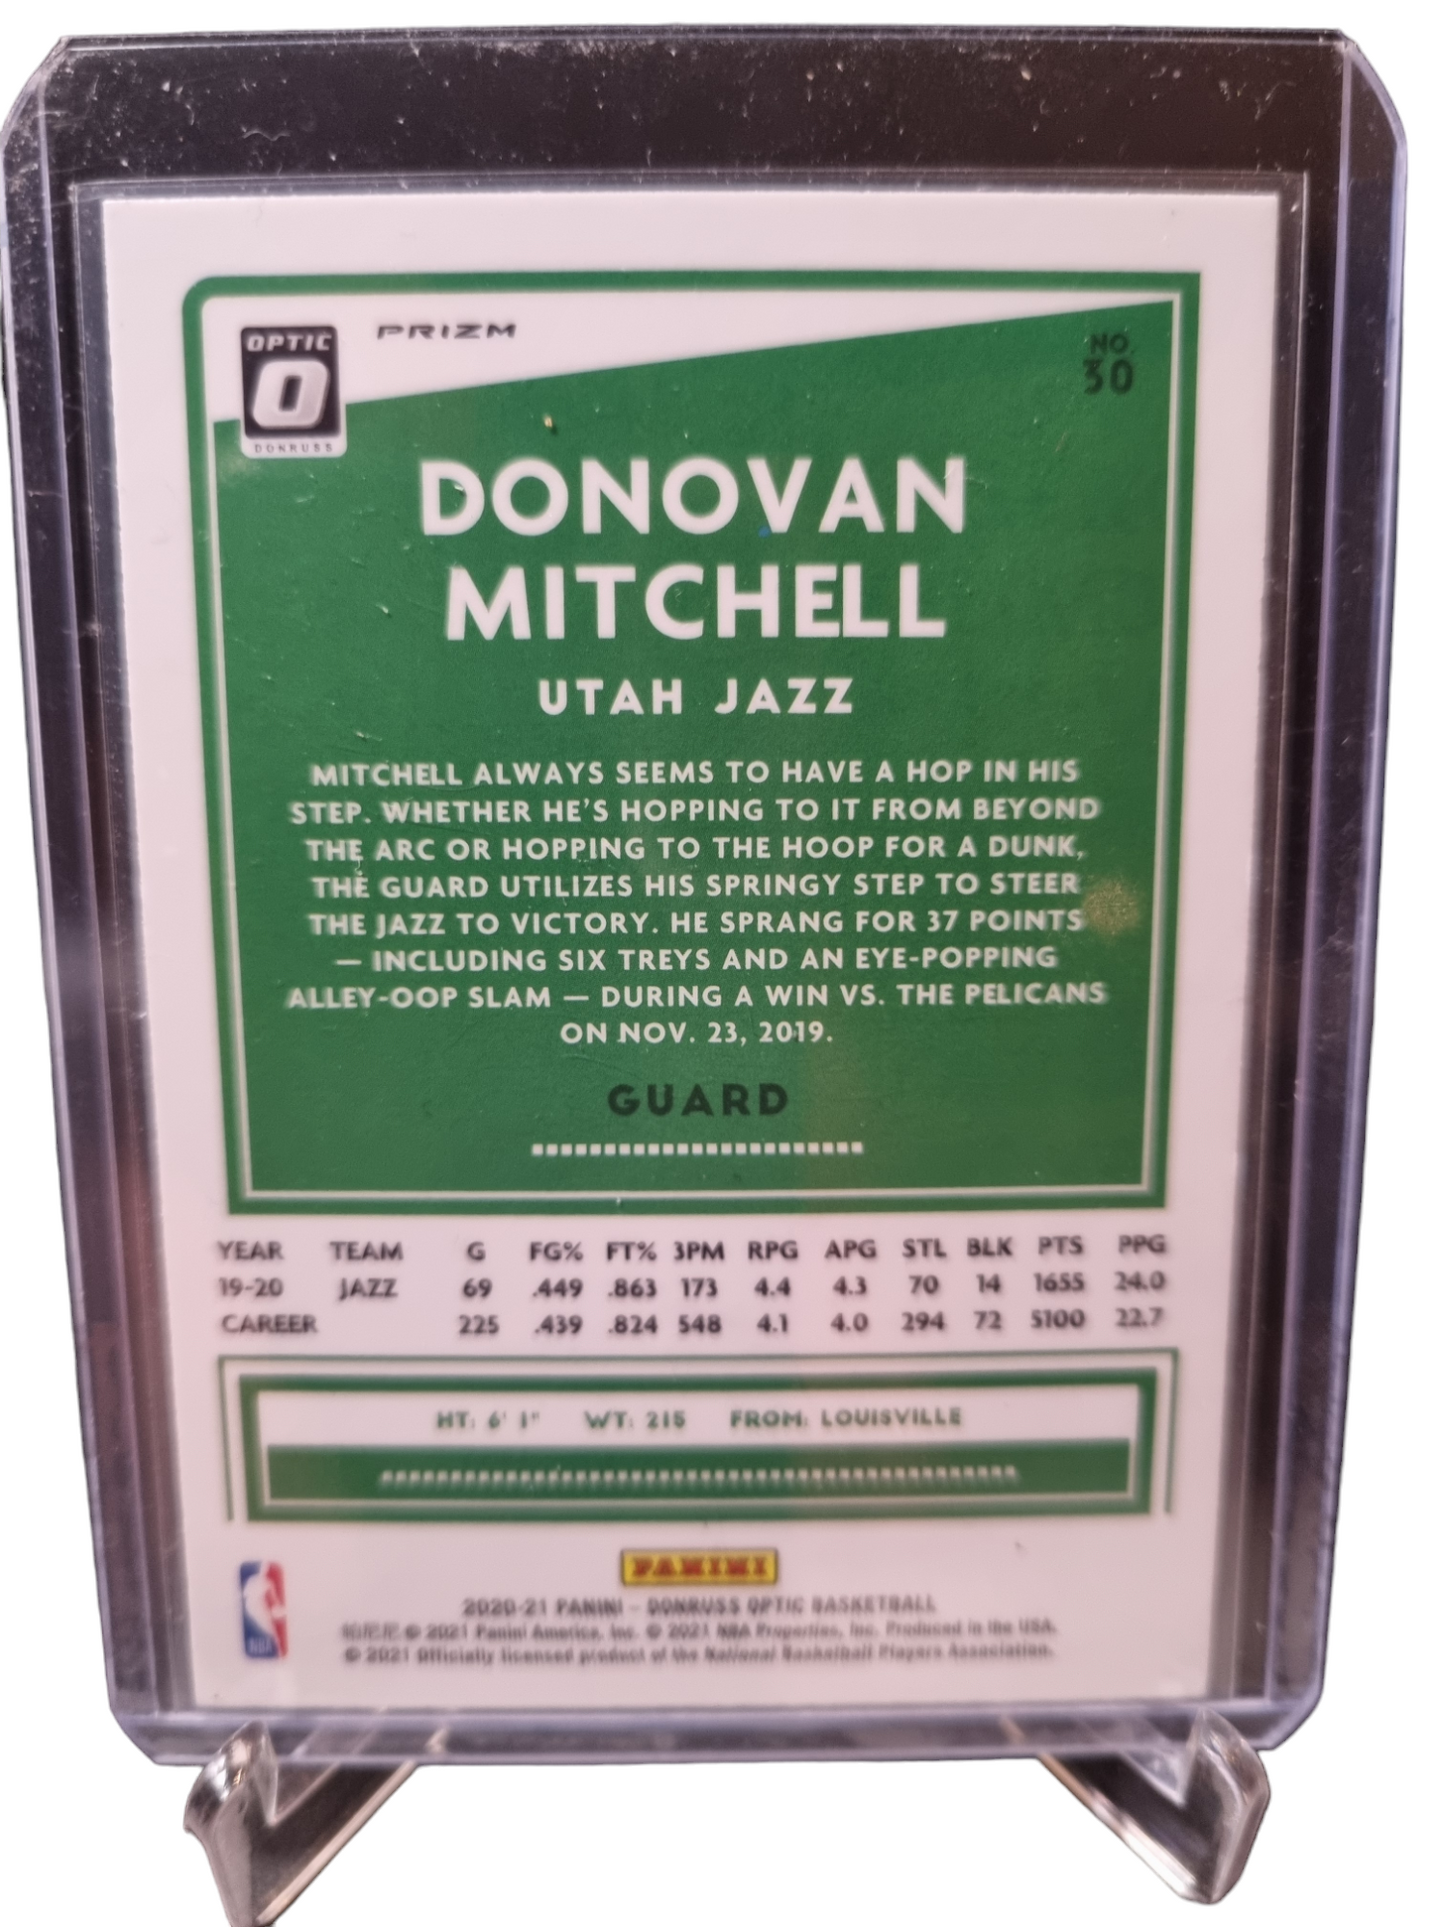 OPTIC
DONRUSS
PRIZM
NO.
30
DONOVAN
MITCHELL
UTAH JAZZ
MITCHELL ALWAYS SEEMS TO HAVE A HOP IN HIS
STEP. WHETHER HE'S HOPPING TO IT FROM BEYOND
THE ARC OR HOPPING TO THE HOOP FOR A DUNK,
THE GUARD UTILIZES HIS SPRINGY STEP TO STEER
THE JAZZ TO VICTORY. HE SPRANG FOR 37 POINTS
— INCLUDING SIX TREYS AND AN EYE-POPPING
ALLEY-OOP SLAM — DURING A WIN VS. THE PELICANS
ON NOV. 23, 2019.
GUARD
YEAR TEAM G FG% FT% 3PM RPG APG STL BLK PTS PPG
19-20 JAZZ 69 .449 .863 173 4.4 4.3 70 14 1655 24.0
CAREER 225 .439 .824 548 4.1 4.0 294 72 5100 22.7
HT: 6' 1" WT: 215 FROM: LOUISVILLE
PANINI
NBA
2020-21 PANINI - DONRUSS OPTIC BASKETBALL
© 2021 Panini America, Inc. © 2021 NBA Properties, Inc. Produced in the USA.
© 2021 Officially licensed product of the National Basketball Players Association.